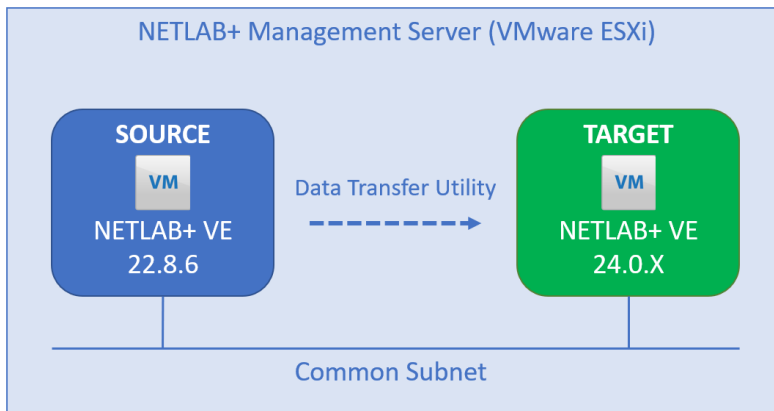 NETLAB+ Management Server (VMware ESXi)
SOURCE
VM
NETLAB+ VE
22.8.6
Data Transfer Utility
TARGET
VM
NETLAB+ VE
24.0.X
Common Subnet